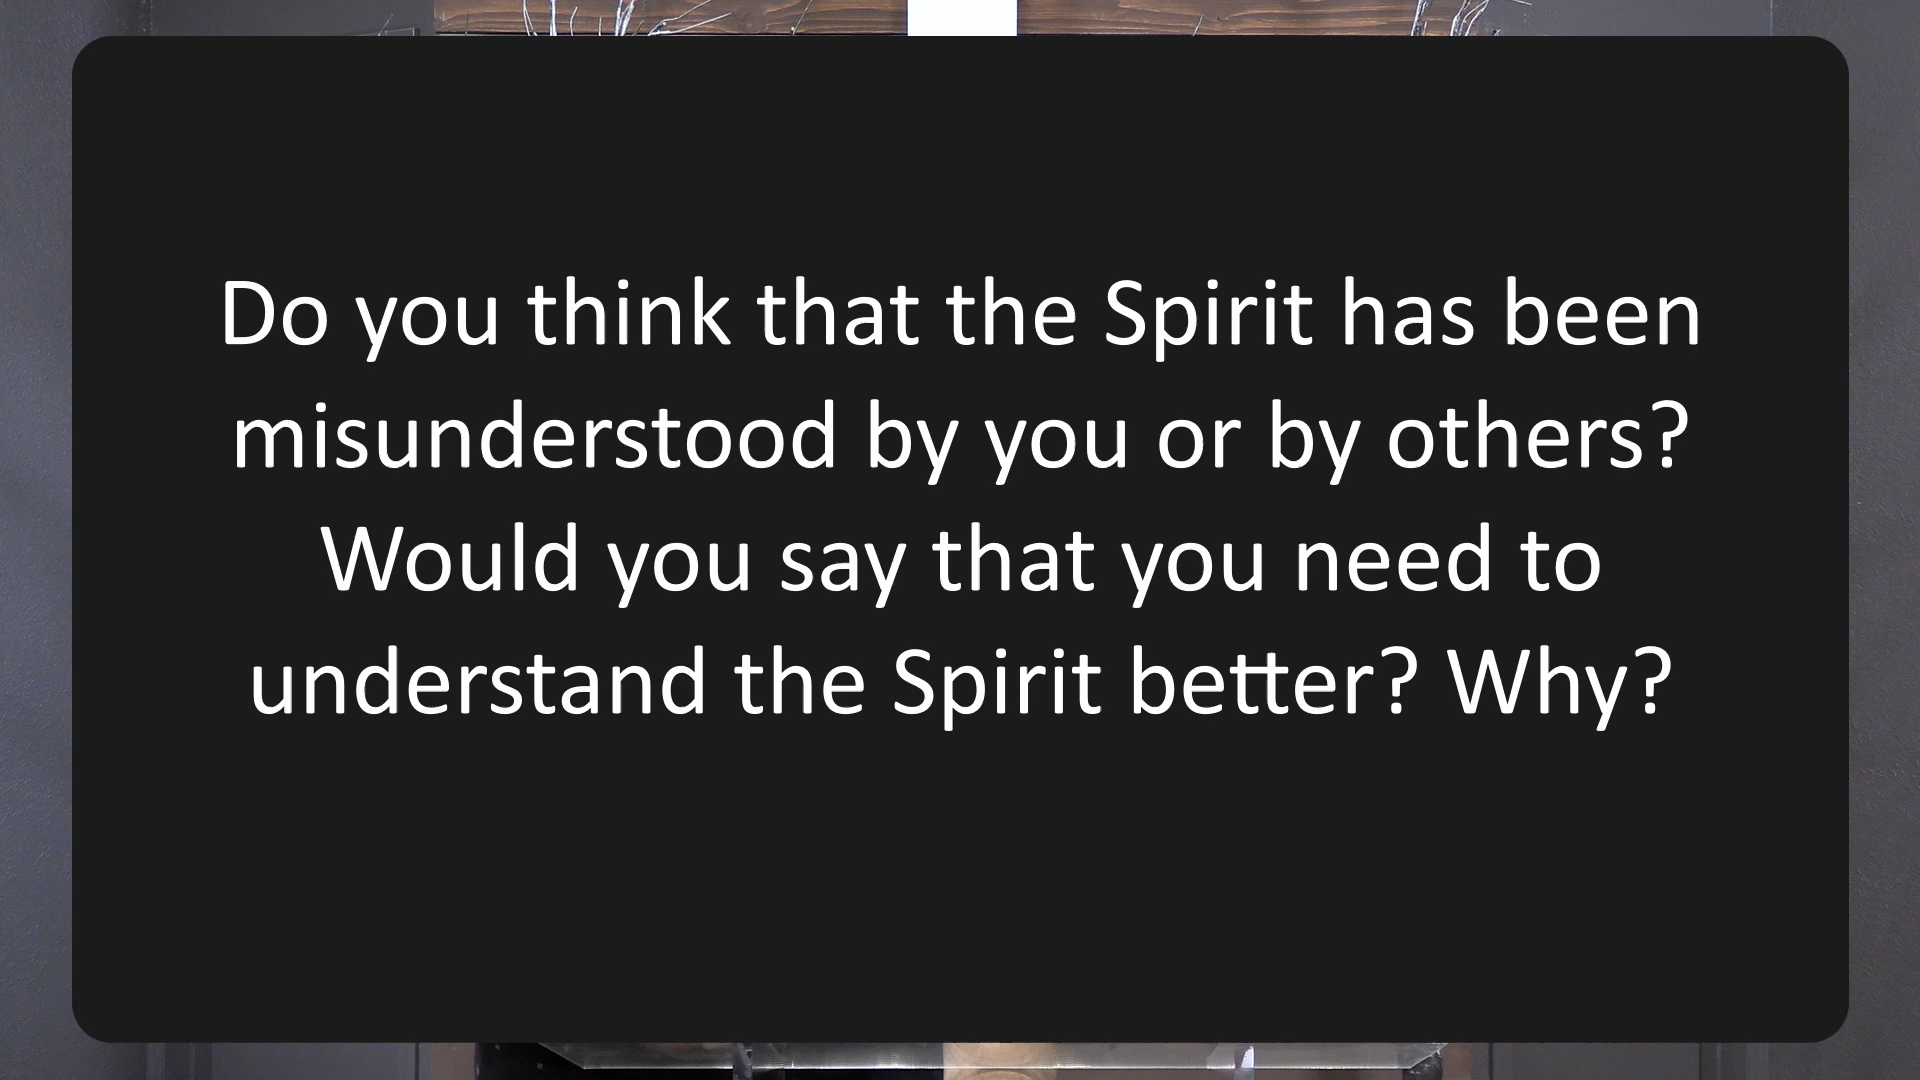 Do you think that the Spirit has been
misunderstood by you or by others?
Would you say that you need to
understand the Spirit better? Why?